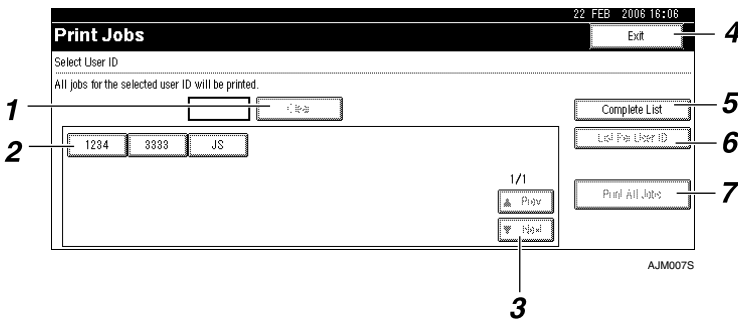 22 FEB 2006 16:06
Print Jobs
Exit
4
Select User ID
All jobs for the selected user ID will be printed.
1
Clear
Complete List
5
2
1234 3333 JS
List Per User ID
6
1/1
▲ Prev
Print All Jobs
7
▼ Next
3
AJM007S